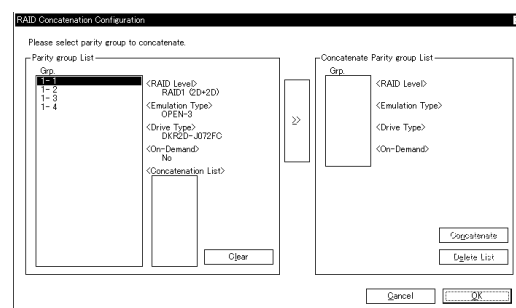 RAID Concatenation Configuration
Please select parity group to concatenate.
Parity group List
Grp.
1- 1
1- 2
1- 3
1- 4
<RAID Level>
RAID1 (2D+2D)
<Emulation Type>
OPEN-3
<Drive Type>
DKR2D-J072FC
<On-Demand>
No
<Concatenation List>
Clear
>>
Concatenate Parity group List
Grp.
<RAID Level>
<Emulation Type>
<Drive Type>
<On-Demand>
Concatenate
Delete List
Cancel
OK